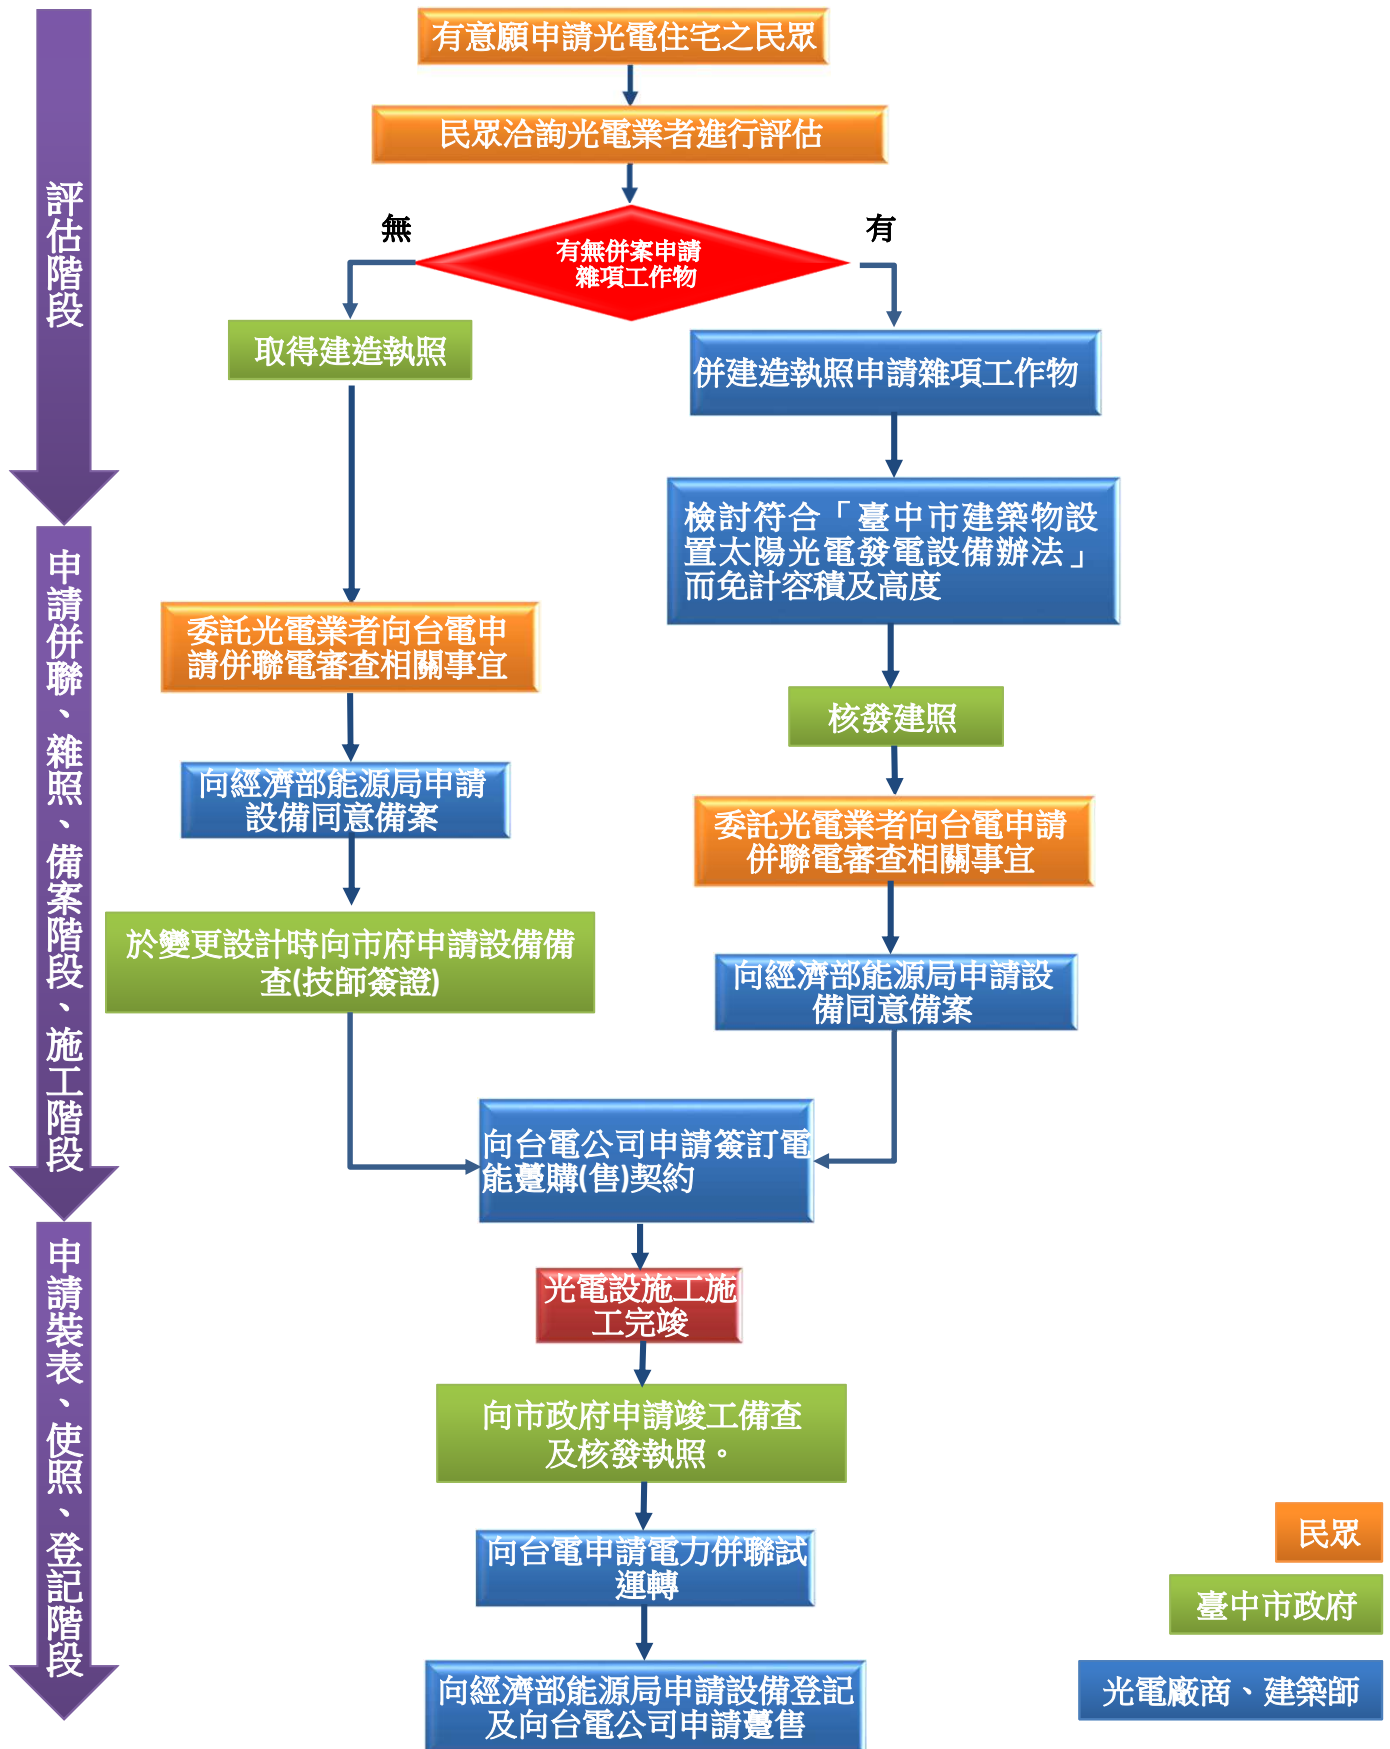 有意願申請光電住宅之民眾
民眾洽詢光電業者進行評估
無
有
有無併案申請
雜項工作物
取得建造執照
併建造執照申請雜項工作物
檢討符合「臺中市建築物設
置太陽光電發電設備辦法」
而免計容積及高度
委託光電業者向台電申
請併聯電審查相關事宜
核發建照
向經濟部能源局申請
設備同意備案
委託光電業者向台電申請
併聯電審查相關事宜
於變更設計時向市府申請設備備
查(技師簽證)
向經濟部能源局申請設
備同意備案
向台電公司申請簽訂電
能躉購(售)契約
光電設施工施
工完竣
向市政府申請竣工備查
及核發執照。
向台電申請電力併聯試
運轉
向經濟部能源局申請設備登記
及向台電公司申請躉售
評估階段
申請併聯、雜照、備案階段、施工階段
申請裝表、使照、登記階段
民眾
臺中市政府
光電廠商、建築師